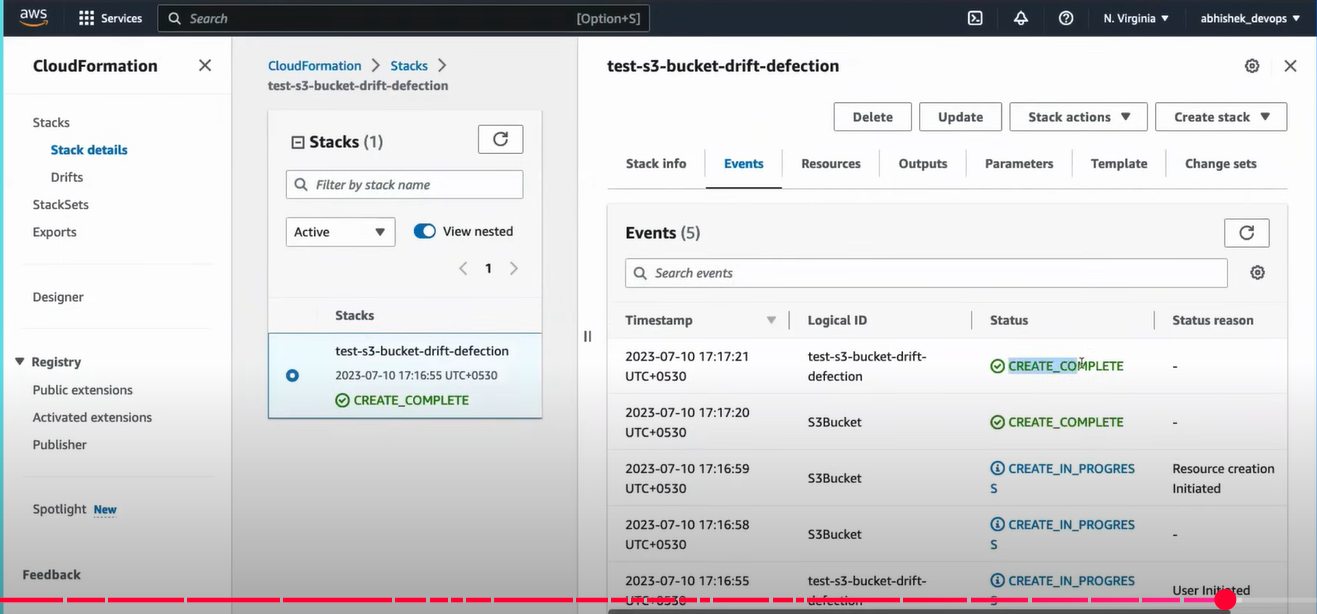 aws
Services
Search
[Option+S]
N. Virginia
abhishek_devops
CloudFormation
Stacks
Stack details
Drifts
StackSets
Exports
Designer
Registry
Public extensions
Activated extensions
Publisher
Spotlight New
Feedback
CloudFormation
Stacks
test-s3-bucket-drift-defection
Stacks (1)
Filter by stack name
Active
View nested
1
Stacks
test-s3-bucket-drift-defection
2023-07-10 17:16:55 UTC+0530
CREATE_COMPLETE
test-s3-bucket-drift-defection
Delete
Update
Stack actions
Create stack
Stack info
Events
Resources
Outputs
Parameters
Template
Change sets
Events (5)
Search events
Timestamp
Logical ID
Status
Status reason
2023-07-10 17:17:21
UTC+0530
test-s3-bucket-drift-
defection
CREATE_COMPLETE
-
2023-07-10 17:17:20
UTC+0530
S3Bucket
CREATE_COMPLETE
-
2023-07-10 17:16:59
UTC+0530
S3Bucket
CREATE_IN_PROGRES
S
Resource creation
Initiated
2023-07-10 17:16:58
UTC+0530
S3Bucket
CREATE_IN_PROGRES
S
-
2023-07-10 17:16:55
UTC+0530
test-s3-bucket-drift-
defection
CREATE_IN_PROGRES
S
User Initiated